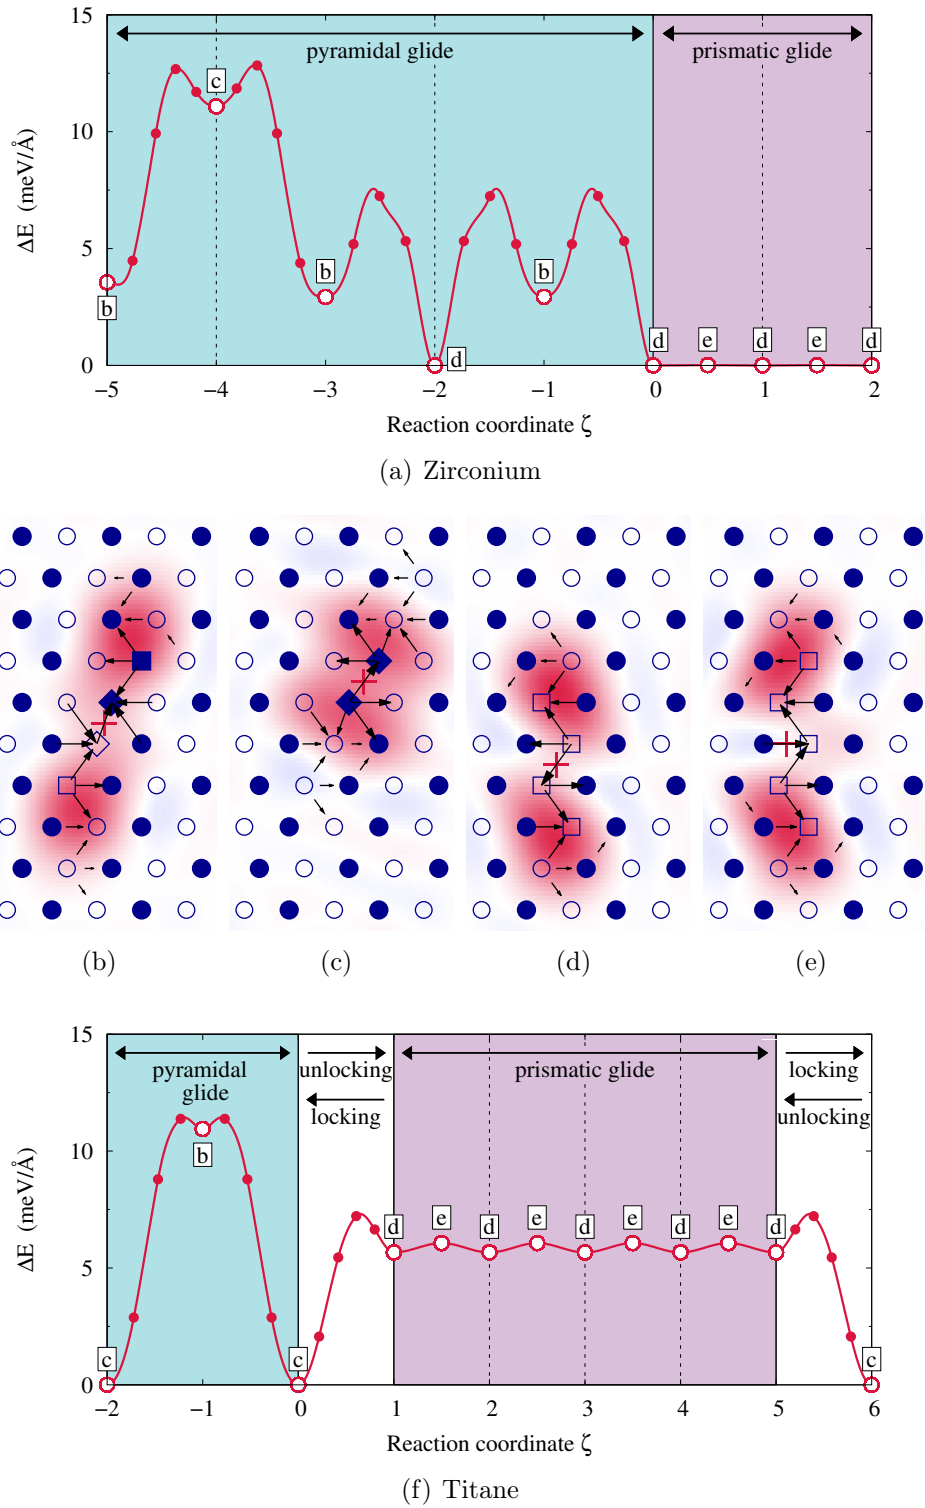 15
pyramidal glide
prismatic glide
c
10
ΔE (meV/Å)
5
b
b
b
d
d
e
d
e
d
0
−5
−4
−3
−2
−1
0
1
2
Reaction coordinate ζ
(a) Zirconium
(b)
(c)
(d)
(e)
15
pyramidal
glide
unlocking
locking
prismatic glide
locking
unlocking
10
b
ΔE (meV/Å)
d
e
d
e
d
e
d
e
d
5
c
c
c
0
−2
−1
0
1
2
3
4
5
6
Reaction coordinate ζ
(f) Titane